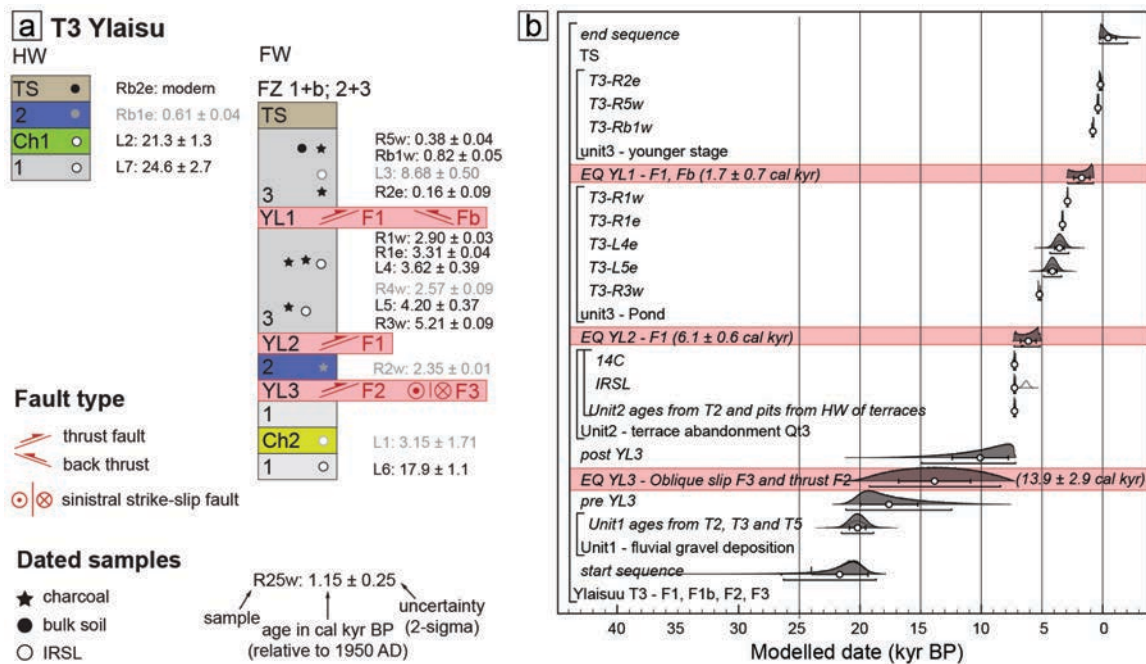 a T3 Ylaisu
HW
TS
Rb2e: modern
2
Rb1e: 0.61 ± 0.04
Ch1
L2: 21.3 ± 1.3
1
L7: 24.6 ± 2.7
FW
FZ 1+b; 2+3
TS
R5w: 0.38 ± 0.04
Rb1w: 0.82 ± 0.05
L3: 8.68 ± 0.50
3
R2e: 0.16 ± 0.09
YL1 F1 Fb
R1w: 2.90 ± 0.03
R1e: 3.31 ± 0.04
L4: 3.62 ± 0.39
R4w: 2.57 ± 0.09
L5: 4.20 ± 0.37
3
R3w: 5.21 ± 0.09
YL2 F1
2
R2w: 2.35 ± 0.01
YL3 F2 F3
1
Ch2
L1: 3.15 ± 1.71
1
L6: 17.9 ± 1.1
Fault type
thrust fault
back thrust
sinistral strike-slip fault
Dated samples
charcoal
bulk soil
IRSL
R25w: 1.15 ± 0.25
sample
age in cal kyr BP
(relative to 1950 AD)
uncertainty
(2-sigma)
b
end sequence
TS
T3-R2e
T3-R5w
T3-Rb1w
unit3 - younger stage
EQ YL1 - F1, Fb (1.7 ± 0.7 cal kyr)
T3-R1w
T3-R1e
T3-L4e
T3-L5e
T3-R3w
unit3 - Pond
EQ YL2 - F1 (6.1 ± 0.6 cal kyr)
14C
IRSL
Unit2 ages from T2 and pits from HW of terraces
Unit2 - terrace abandonment Qt3
post YL3
EQ YL3 - Oblique slip F3 and thrust F2 (13.9 ± 2.9 cal kyr)
pre YL3
Unit1 ages from T2, T3 and T5
Unit1 - fluvial gravel deposition
start sequence
Ylaisuu T3 - F1, F1b, F2, F3
40 35 30 25 20 15 10 5 0
Modelled date (kyr BP)